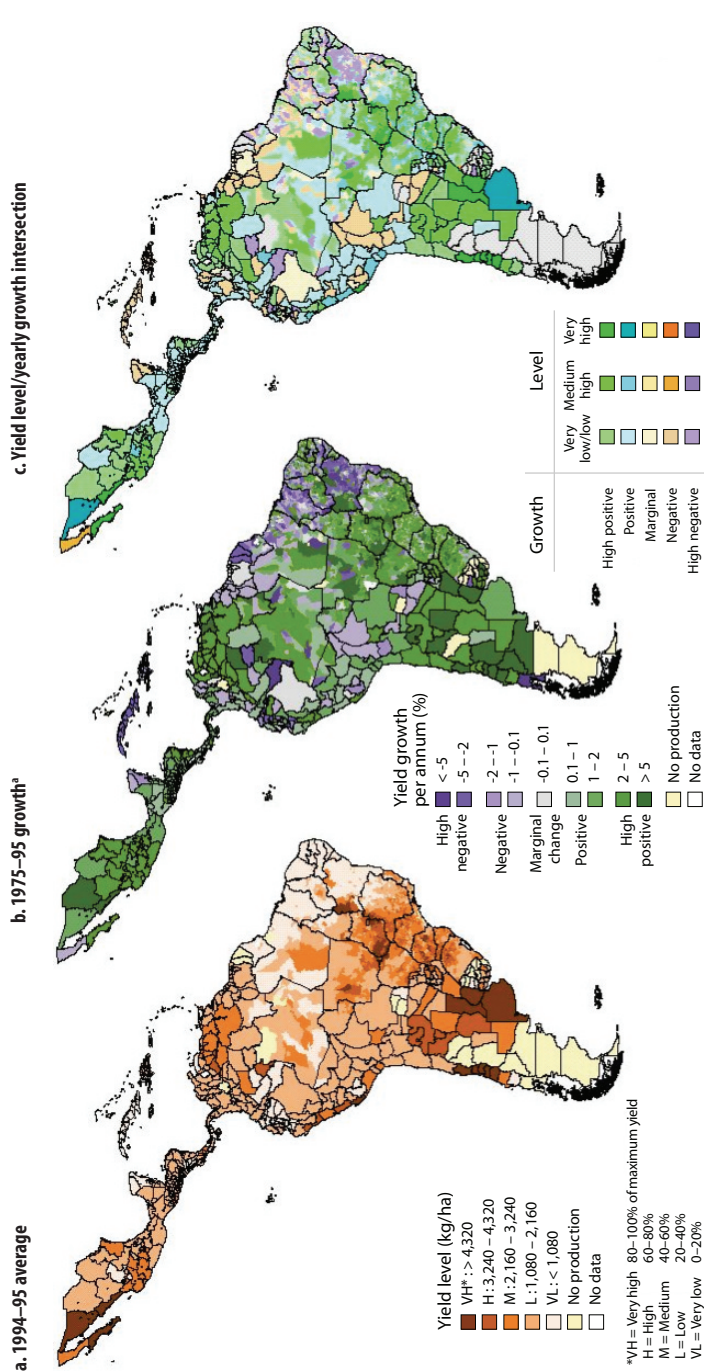 a. 1994–95 average
Yield level (kg/ha)
VH* : > 4,320
H : 3,240 – 4,320
M : 2,160 – 3,240
L : 1,080 – 2,160
VL : < 1,080
No production
No data
*VH = Very high 80–100% of maximum yield
H = High 60–80%
M = Medium 40–60%
L = Low 20–40%
VL = Very low 0–20%
b. 1975–95 growthª
Yield growth
per annum (%)
High
negative
< -5
-5 – -2
Negative
-2 – -1
-1 – -0.1
Marginal
change
-0.1 – 0.1
Positive
0.1 – 1
1 – 2
High
positive
2 – 5
> 5
No production
No data
c. Yield level/yearly growth intersection
Level
Growth
Very
low/low
Medium
high
Very
high
High positive
Positive
Marginal
Negative
High negative